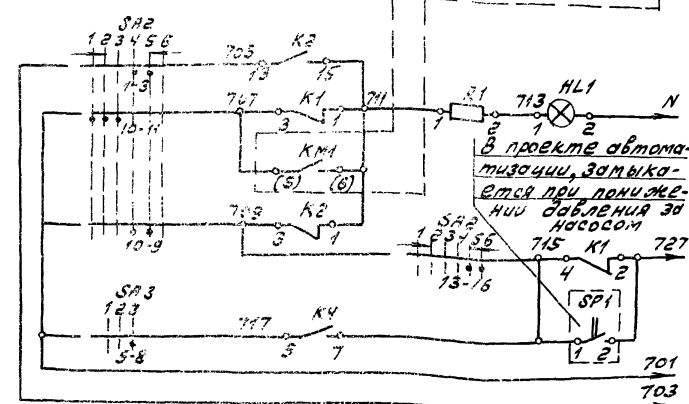 SA2
1 2 3 4 5 6
705
K2
13
15
1-3
707
K1
711
R1
713
HL1
N
3
1
1
2
1
2
10-11
KM1
(5)
(6)
В проекте автома-
тизации, замыка-
ется при пониже-
нии давления за
насосом
709
K2
3
1
10-9
SA2
1 2 3 4 5 6
13-16
715
K1
727
4
2
SP1
1
2
SA3
1 2 3
5-8
717
K4
5
7
701
703